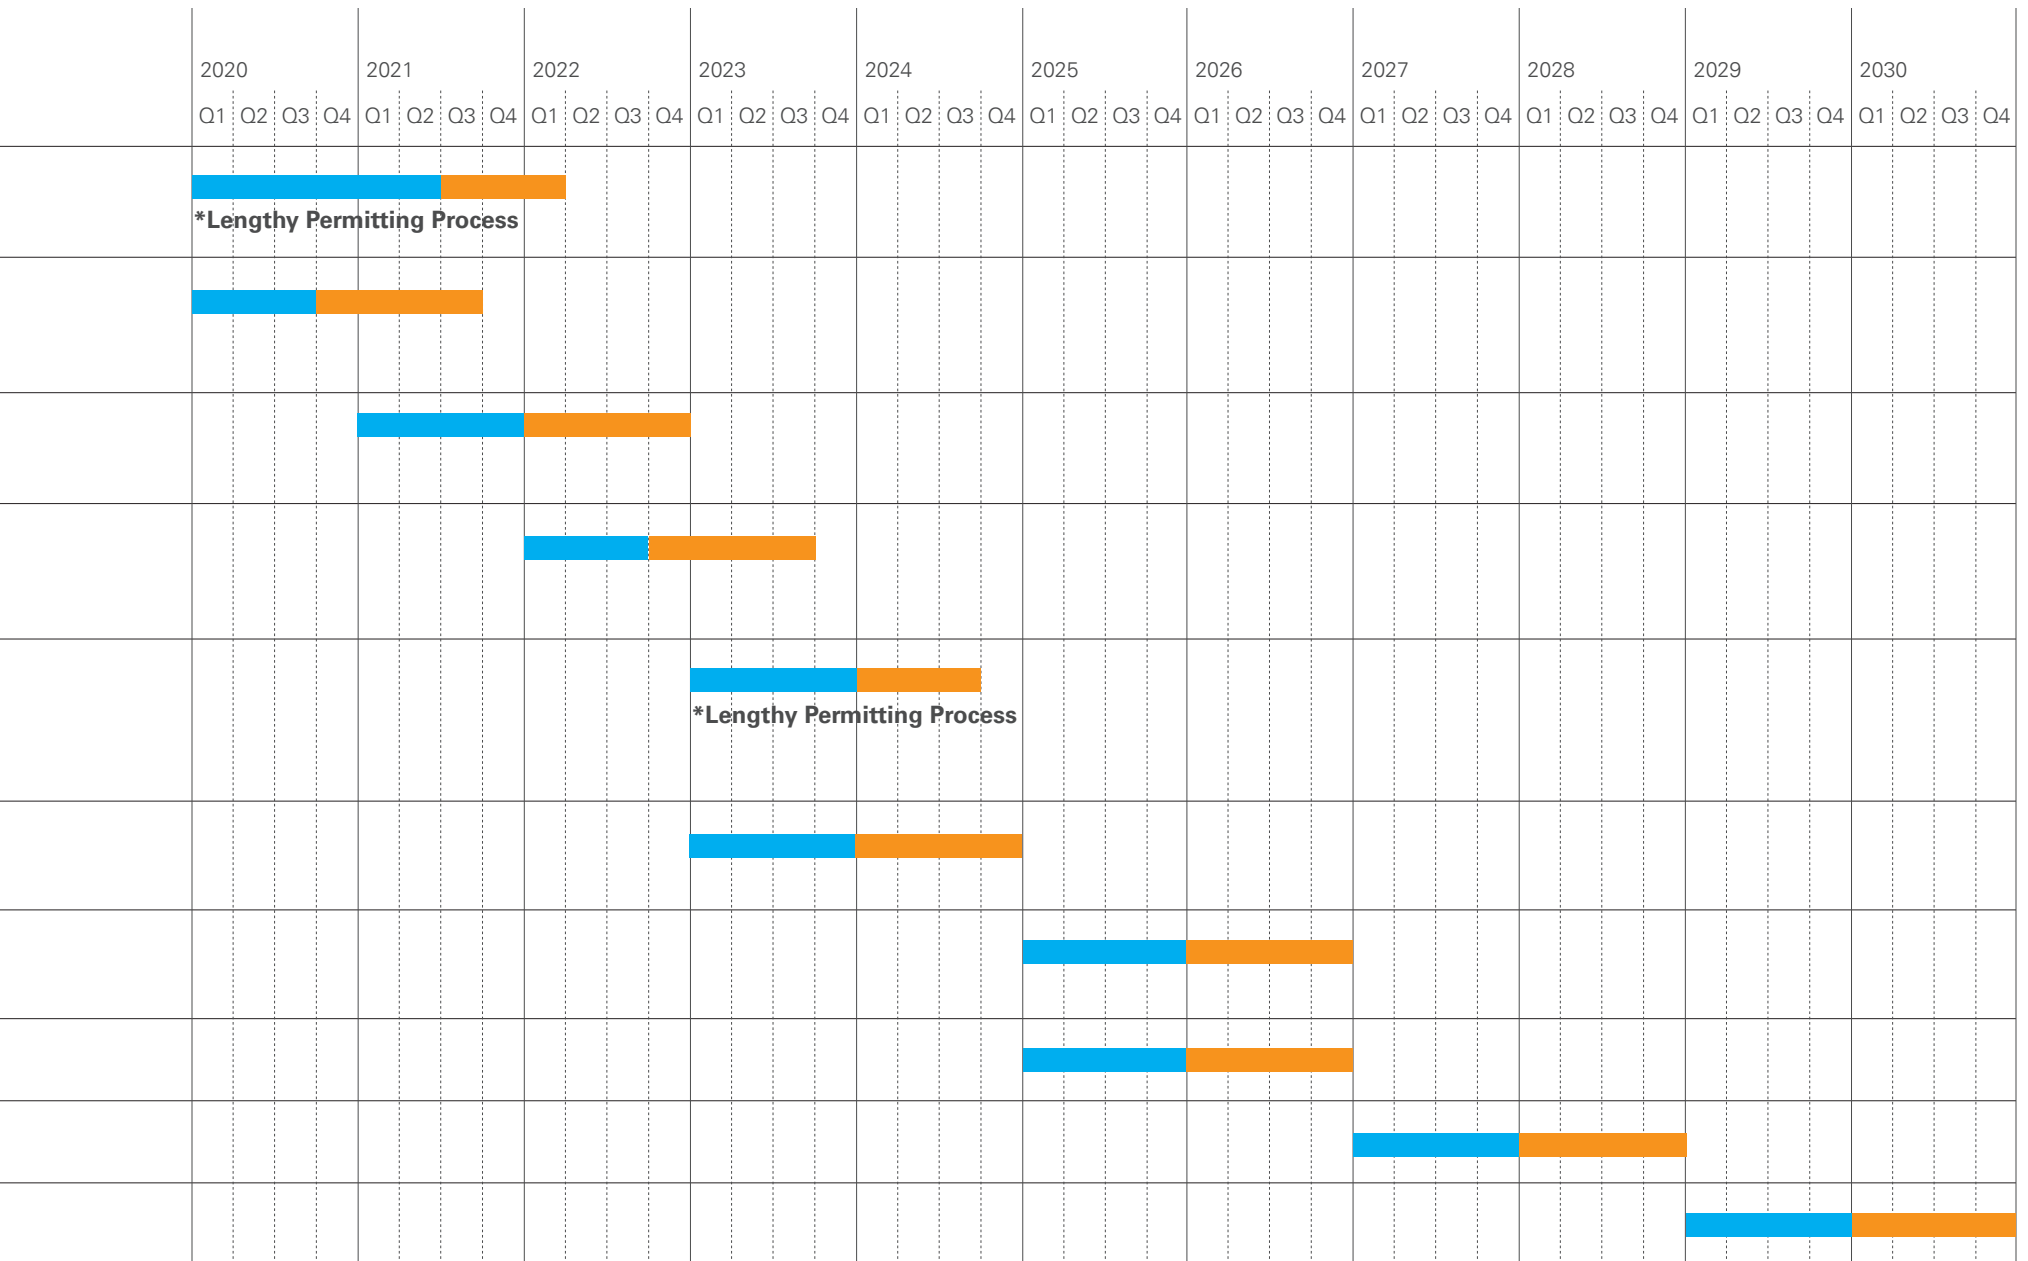 2020 2021 2022 2023 2024 2025 2026 2027 2028 2029 2030
Q1 Q2 Q3 Q4 Q1 Q2 Q3 Q4 Q1 Q2 Q3 Q4 Q1 Q2 Q3 Q4 Q1 Q2 Q3 Q4 Q1 Q2 Q3 Q4 Q1 Q2 Q3 Q4 Q1 Q2 Q3 Q4 Q1 Q2 Q3 Q4 Q1 Q2 Q3 Q4 Q1 Q2 Q3 Q4
*Lengthy Permitting Process
*Lengthy Permitting Process